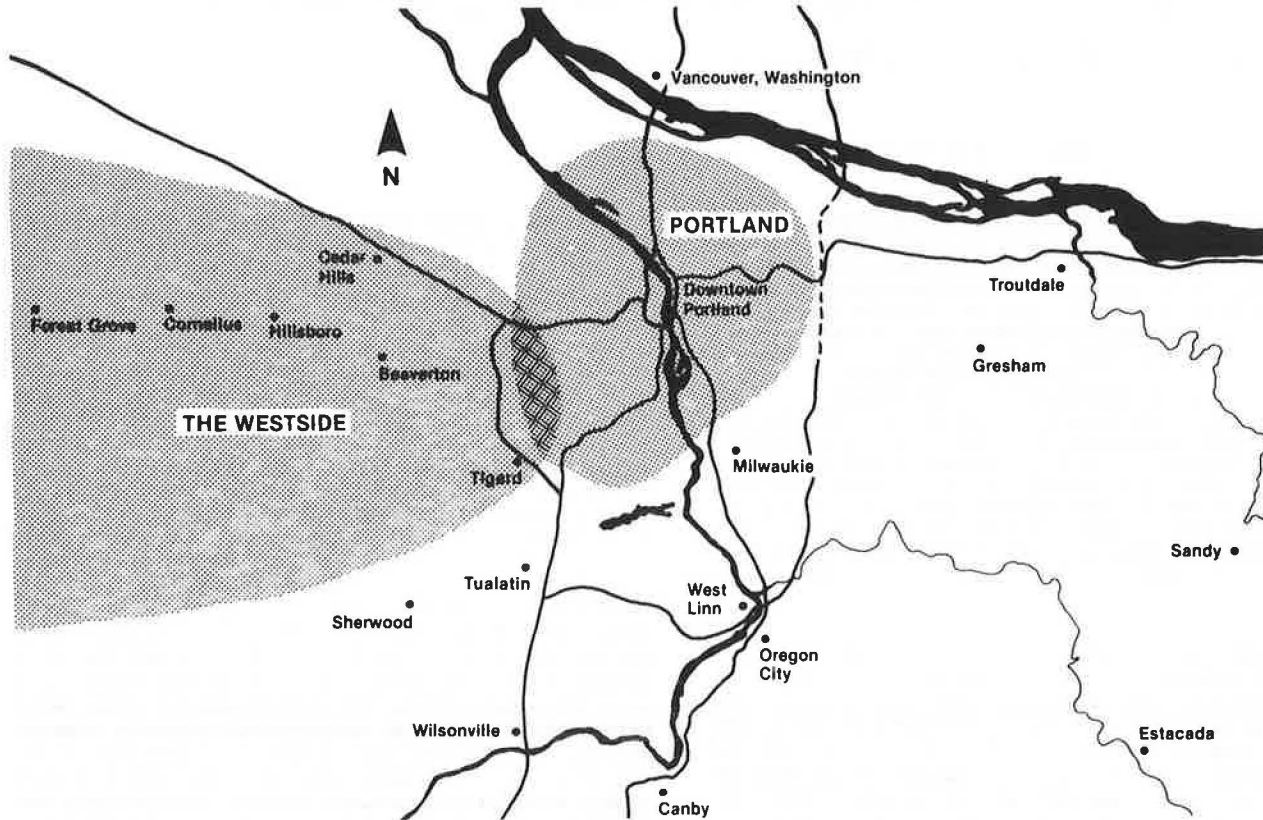 Vancouver, Washington
N
PORTLAND
Cedar
Hills
Downtown
Portland
Troutdale
Forest Grove
Cornelius
Hillsboro
Beaverton
Gresham
THE WESTSIDE
Milwaukie
Tigard
Sandy
Tualatin
West
Linn
Sherwood
Oregon
City
Wilsonville
Estacada
Canby